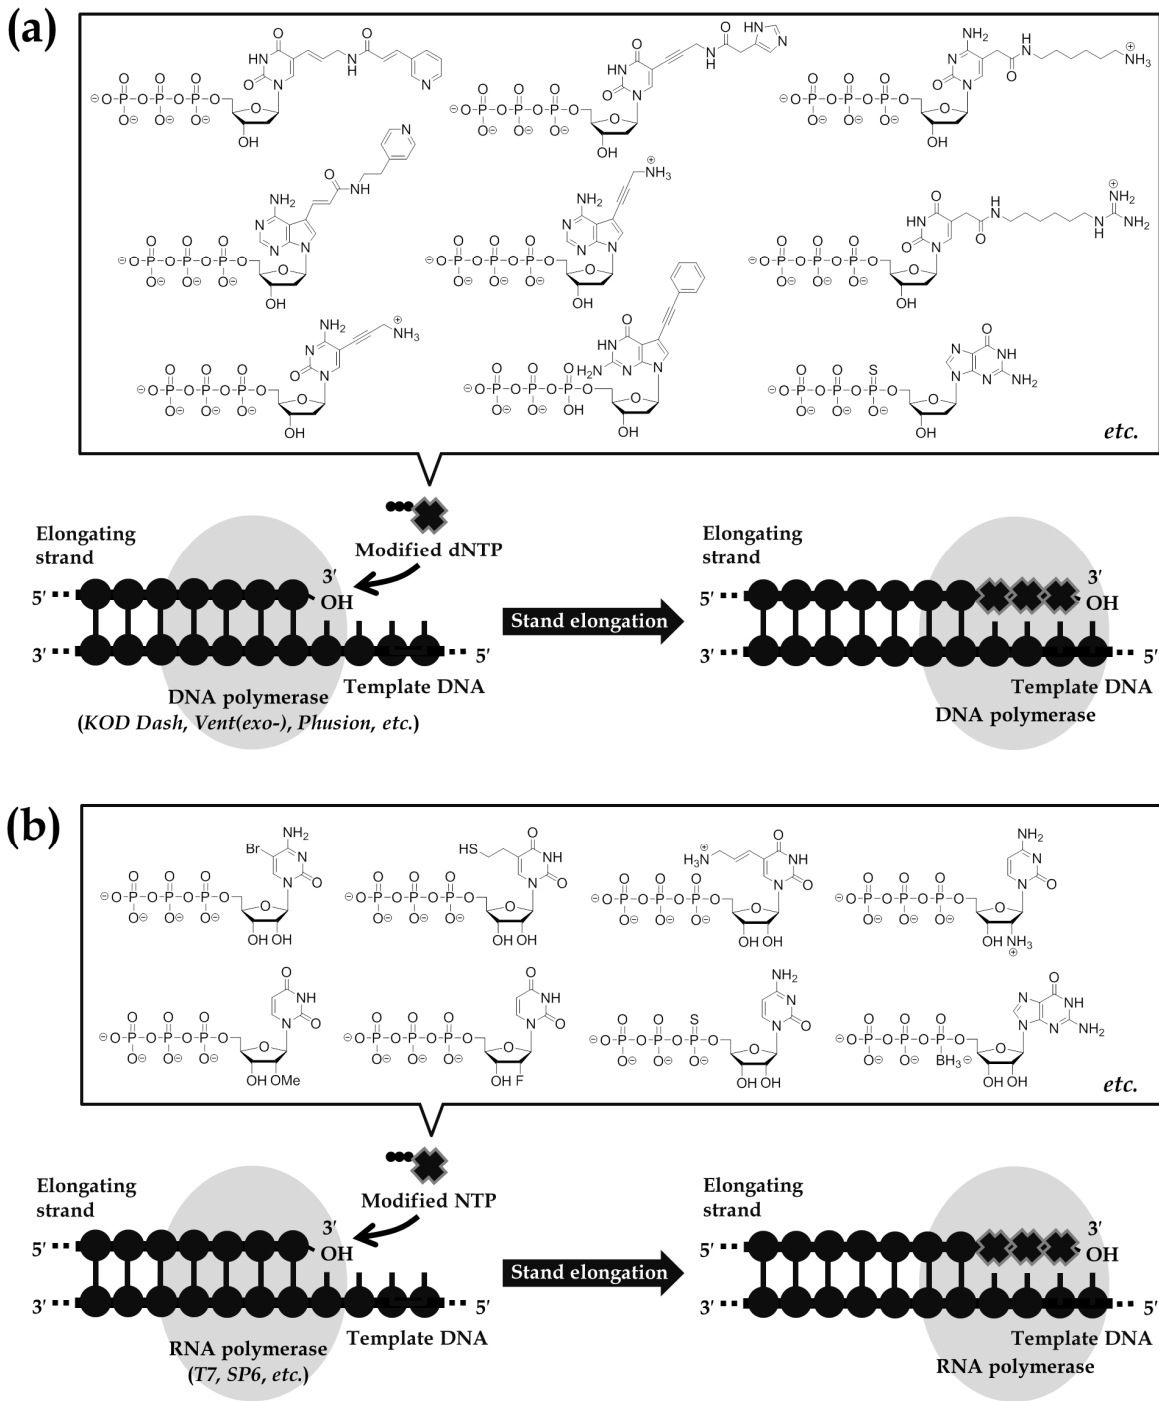 (a)
etc.
Elongating
strand
Modified dNTP
3′
5′
OH
3′
5′
Template DNA
DNA polymerase
(KOD Dash, Vent(exo-), Phusion, etc.)
Stand elongation
Elongating
strand
3′
5′
OH
3′
5′
Template DNA
DNA polymerase
(b)
etc.
Elongating
strand
Modified NTP
3′
5′
OH
3′
5′
Template DNA
RNA polymerase
(T7, SP6, etc.)
Stand elongation
Elongating
strand
3′
5′
OH
3′
5′
Template DNA
RNA polymerase